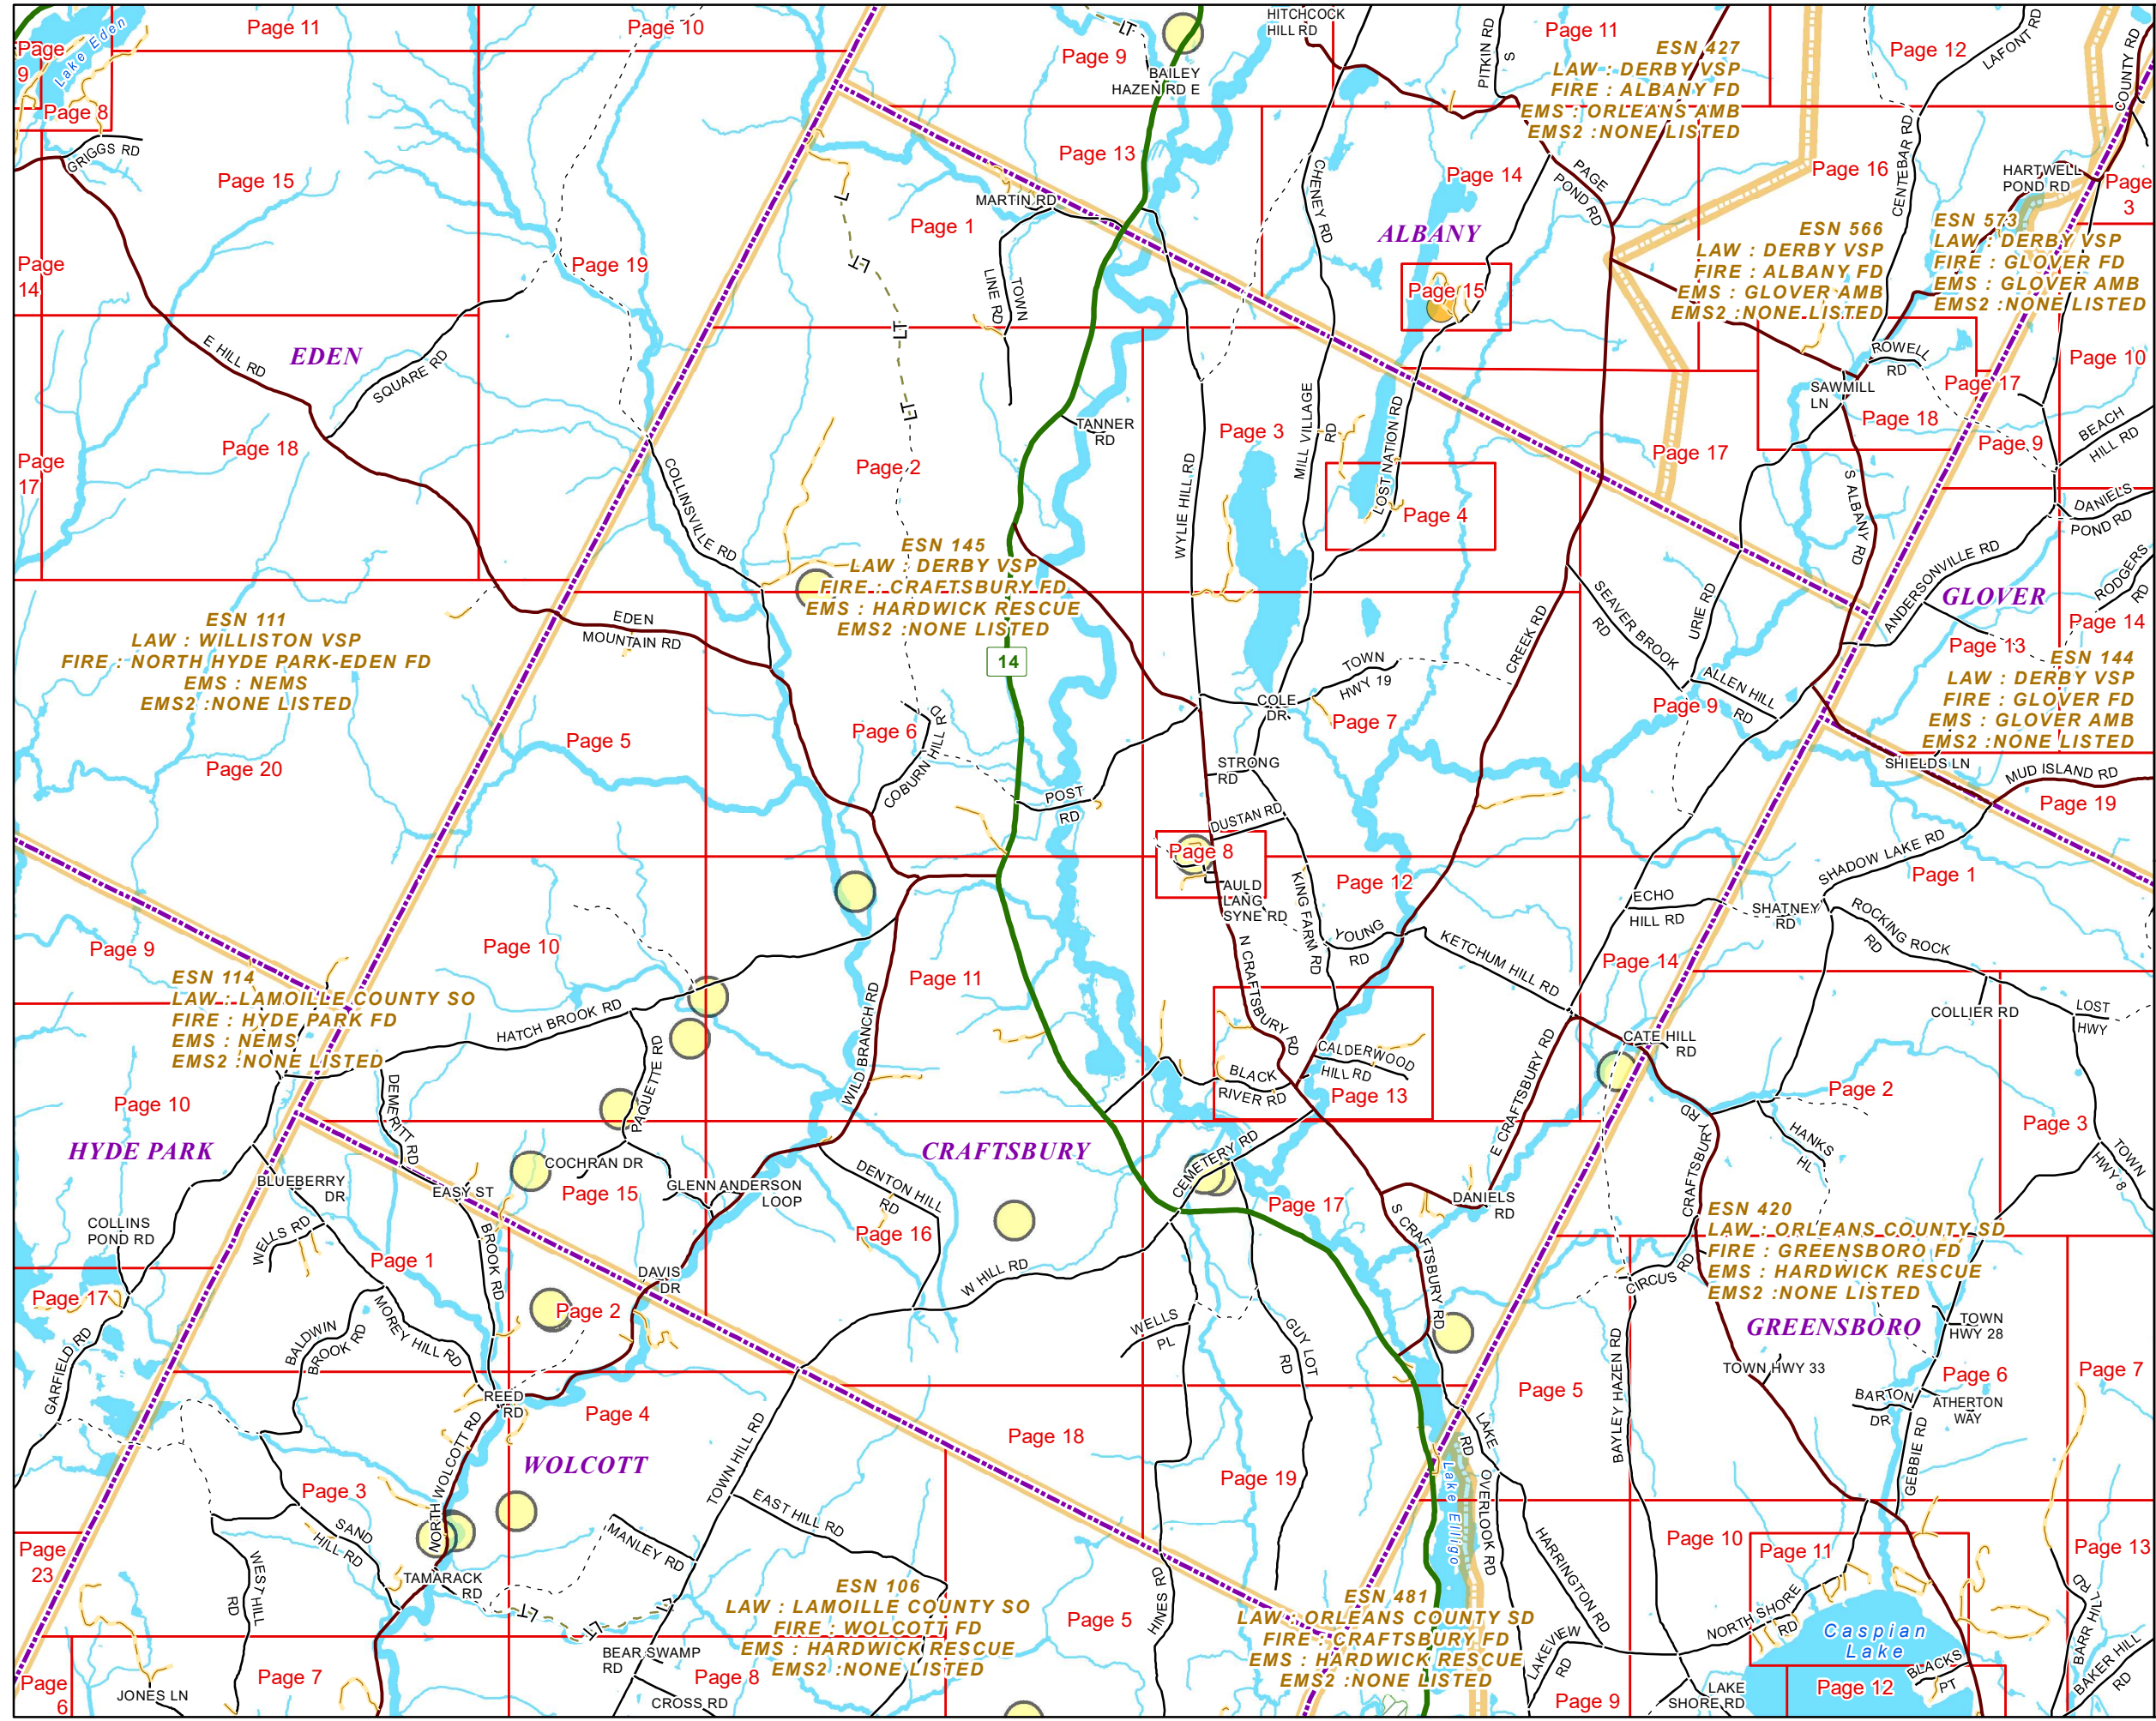 Page 11
Page 10
Page
9
Lake Eden
Page 8
GRIGGS RD
Page 15
Page
14
Page 19
E HILL RD
EDEN
SQUARE RD
Page 18
Page
17
COLLINSVILLE RD
Page 9
LT
BAILEY
HAZEN RD E
HITCHCOCK
HILL RD
PITKIN RD
S
Page 11
ESN 427
LAW : DERBY VSP
FIRE : ALBANY FD
EMS : ORLEANS AMB
EMS2 :NONE LISTED
Page 12
LAFONT RD
COUNTY RD
Page 13
MARTIN RD
Page 1
LT
LT
LT
LT
TOWN
LINE RD
CHENEY RD
ALBANY
Page 14
PAGE
POND RD
Page 16
CENTEBAR RD
HARTWELL
POND RD
Page
3
ESN 566
LAW : DERBY VSP
FIRE : ALBANY FD
EMS : GLOVER AMB
EMS2 :NONE LISTED
ESN 573
LAW : DERBY VSP
FIRE : GLOVER FD
EMS : GLOVER AMB
EMS2 :NONE LISTED
Page 15
ROWELL
RD
SAWMILL
LN
Page 17
Page 10
Page 18
Page 9
BEACH
HILL RD
TANNER
RD
Page 2
Page 3
MILL VILLAGE
RD
LOST NATION RD
Page 4
WYLIE HILL RD
Page 17
S ALBANY RD
DANIELS
POND RD
ANDERSONVILLE RD
RODGERS
RD
GLOVER
Page 14
Page 13
ESN 145
LAW : DERBY VSP
FIRE : CRAFTSBURY FD
EMS : HARDWICK RESCUE
EMS2 :NONE LISTED
14
ESN 111
LAW : WILLISTON VSP
FIRE : NORTH HYDE PARK-EDEN FD
EMS : NEMS
EMS2 :NONE LISTED
EDEN
MOUNTAIN RD
SEAVER BROOK
RD
URIE RD
CREEK RD
TOWN
HWY 19
COLE
DR
Page 7
Page 9
ALLEN HILL
RD
ESN 144
LAW : DERBY VSP
FIRE : GLOVER FD
EMS : GLOVER AMB
EMS2 :NONE LISTED
Page 20
Page 5
Page 6
COBURN HILL RD
POST
RD
STRONG
RD
DUSTAN RD
Page 8
SHIELDS LN
MUD ISLAND RD
Page 19
SHADOW LAKE RD
Page 1
AULD
LANG
SYNE RD
KING FARM RD
Page 12
YOUNG
RD
KETCHUM HILL RD
ECHO
HILL RD
SHATNEY
RD
ROCKING ROCK
RD
Page 9
Page 10
Page 11
Page 14
ESN 114
LAW : LAMOILLE COUNTY SO
FIRE : HYDE PARK FD
EMS : NEMS
EMS2 :NONE LISTED
HATCH BROOK RD
WILD BRANCH RD
N CRAFTSBURY
RD
CALDERWOOD
HILL RD
BLACK
RIVER RD
Page 13
E CRAFTSBURY RD
CATE HILL
RD
COLLIER RD
LOST
HWY
Page 2
Page 3
Page 10
DEMERITT RD
PAQUETTE RD
HYDE PARK
COCHRAN DR
Page 15
GLENN ANDERSON
LOOP
CRAFTSBURY
DENTON HILL
RD
Page 16
CEMETERY RD
Page 17
DANIELS
RD
S CRAFTSBURY RD
CRAFTSBURY
RD
HANKS
HL
TOWN
HWY 8
BLUEBERRY
DR
EASY ST
COLLINS
POND RD
WELLS RD
Page 1
BROOK RD
DAVIS
DR
Page 2
W HILL RD
WELLS
PL
GUY LOT
RD
ESN 420
LAW : ORLEANS COUNTY SD
FIRE : GREENSBORO FD
EMS : HARDWICK RESCUE
EMS2 :NONE LISTED
CIRCUS RD
GREENSBORO
TOWN
HWY 28
Page 17
GARFIELD RD
BALDWIN
BROOK RD
MOREY HILL RD
REED
RD
Page 4
NORTH WOLCOTT RD
WOLCOTT
TOWN HILL RD
Page 18
Page 19
Page 5
BAYLEY HAZEN RD
TOWN HWY 33
Page 6
Page 7
BARTON
DR
ATHERTON
WAY
GEBBIE RD
LAKE
RD
OVERLOOK RD
Lake Elligo
Page 3
SAND
HILL RD
EAST HILL RD
MANLEY RD
Page
23
WEST HILL
RD
TAMARACK
RD
LT
LT
LT
HINES RD
HARRINGTON RD
Page 10
Page 11
Page 13
ESN 106
LAW : LAMOILLE COUNTY SO
FIRE : WOLCOTT FD
EMS : HARDWICK RESCUE
EMS2 :NONE LISTED
Page 5
ESN 481
LAW : ORLEANS COUNTY SD
FIRE : CRAFTSBURY FD
EMS : HARDWICK RESCUE
EMS2 :NONE LISTED
NORTH SHORE
RD
Caspian
Lake
BARR HILL RD
BAKER HILL
RD
Page
6
JONES LN
Page 7
BEAR SWAMP
RD
CROSS RD
Page 8
LAKEVIEW
RD
Page 9
LAKE
SHORE RD
Page 12
BLACKS
PT